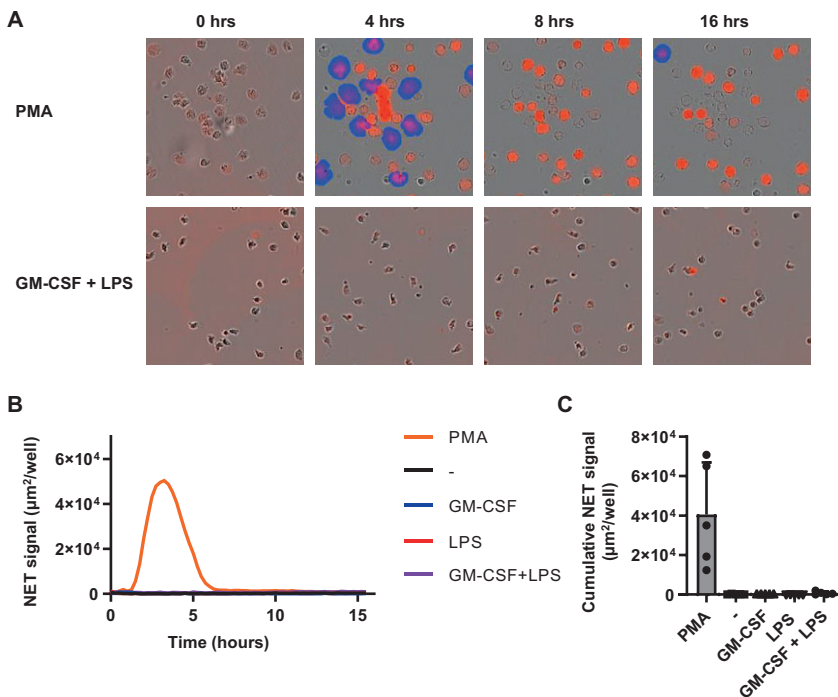 A
0 hrs
4 hrs
8 hrs
16 hrs
PMA
GM-CSF + LPS
B
NET signal (µm²/well)
6×10⁴
4×10⁴
2×10⁴
0
0
5
10
15
Time (hours)
PMA
-
GM-CSF
LPS
GM-CSF+LPS
C
Cumulative NET signal
(µm²/well)
8×10⁴
6×10⁴
4×10⁴
2×10⁴
0
PMA
-
GM-CSF
LPS
GM-CSF + LPS